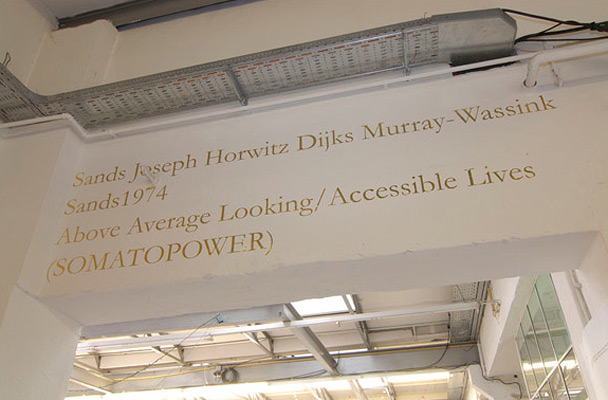 Sands Joseph Horwitz Dijks Murray-Wassink
Sands1974
Above Average Looking/Accessible Lives
(SOMATOPOWER)